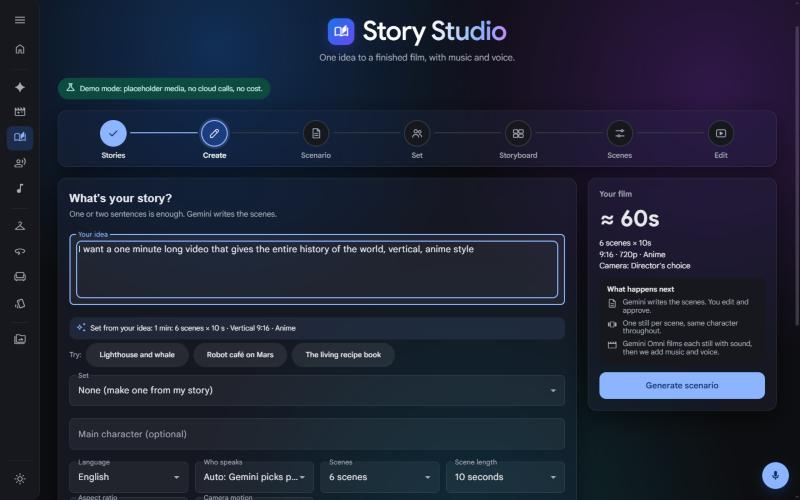 Story Studio
One idea to a finished film, with music and voice.
Demo mode: placeholder media, no cloud calls, no cost.
Stories
Create
Scenario
Set
Storyboard
Scenes
Edit
What's your story?
One or two sentences is enough. Gemini writes the scenes.
Your idea
I want a one minute long video that gives the entire history of the world, vertical, anime style
Set from your idea: 1 min: 6 scenes × 10 s · Vertical 9:16 · Anime
Try:
Lighthouse and whale
Robot café on Mars
The living recipe book
Set
None (make one from my story)
Main character (optional)
Language
English
Who speaks
Auto: Gemini picks p...
Scenes
6 scenes
Scene length
10 seconds
Aspect ratio
Camera motion
Your film
≈ 60s
6 scenes × 10s
9:16 · 720p · Anime
Camera: Director's choice
What happens next
Gemini writes the scenes. You edit and
approve.
One still per scene, same character
throughout.
Gemini Omni films each still with sound,
then we add music and voice.
Generate scenario